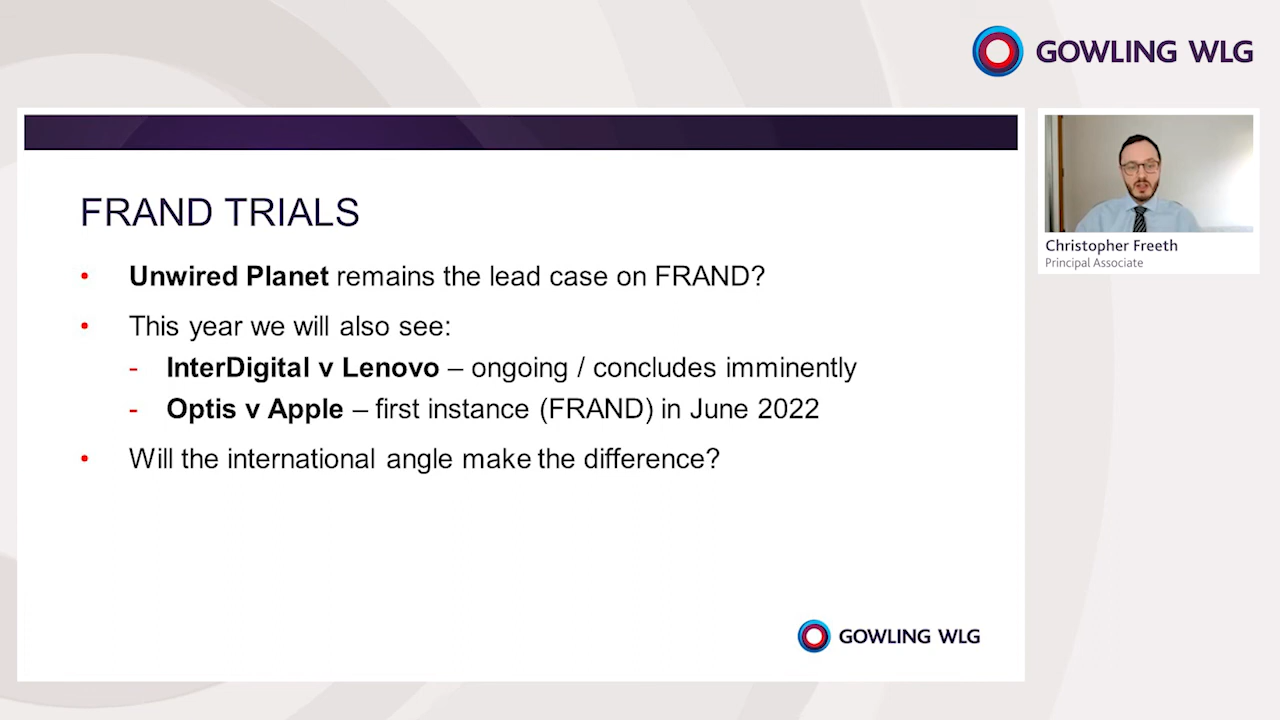 GOWLING WLG
FRAND TRIALS
• Unwired Planet remains the lead case on FRAND?
• This year we will also see:
- InterDigital v Lenovo – ongoing / concludes imminently
- Optis v Apple – first instance (FRAND) in June 2022
• Will the international angle make the difference?
GOWLING WLG
Christopher Freeth
Principal Associate